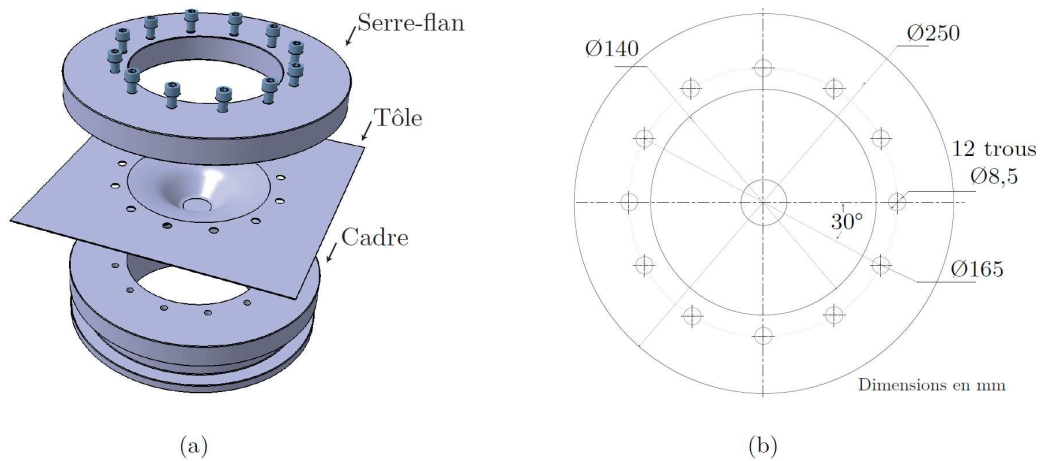 Serre-flan
Tôle
Cadre
(a)
Ø140
Ø250
12 trous
Ø8,5
30°
Ø165
Dimensions en mm
(b)